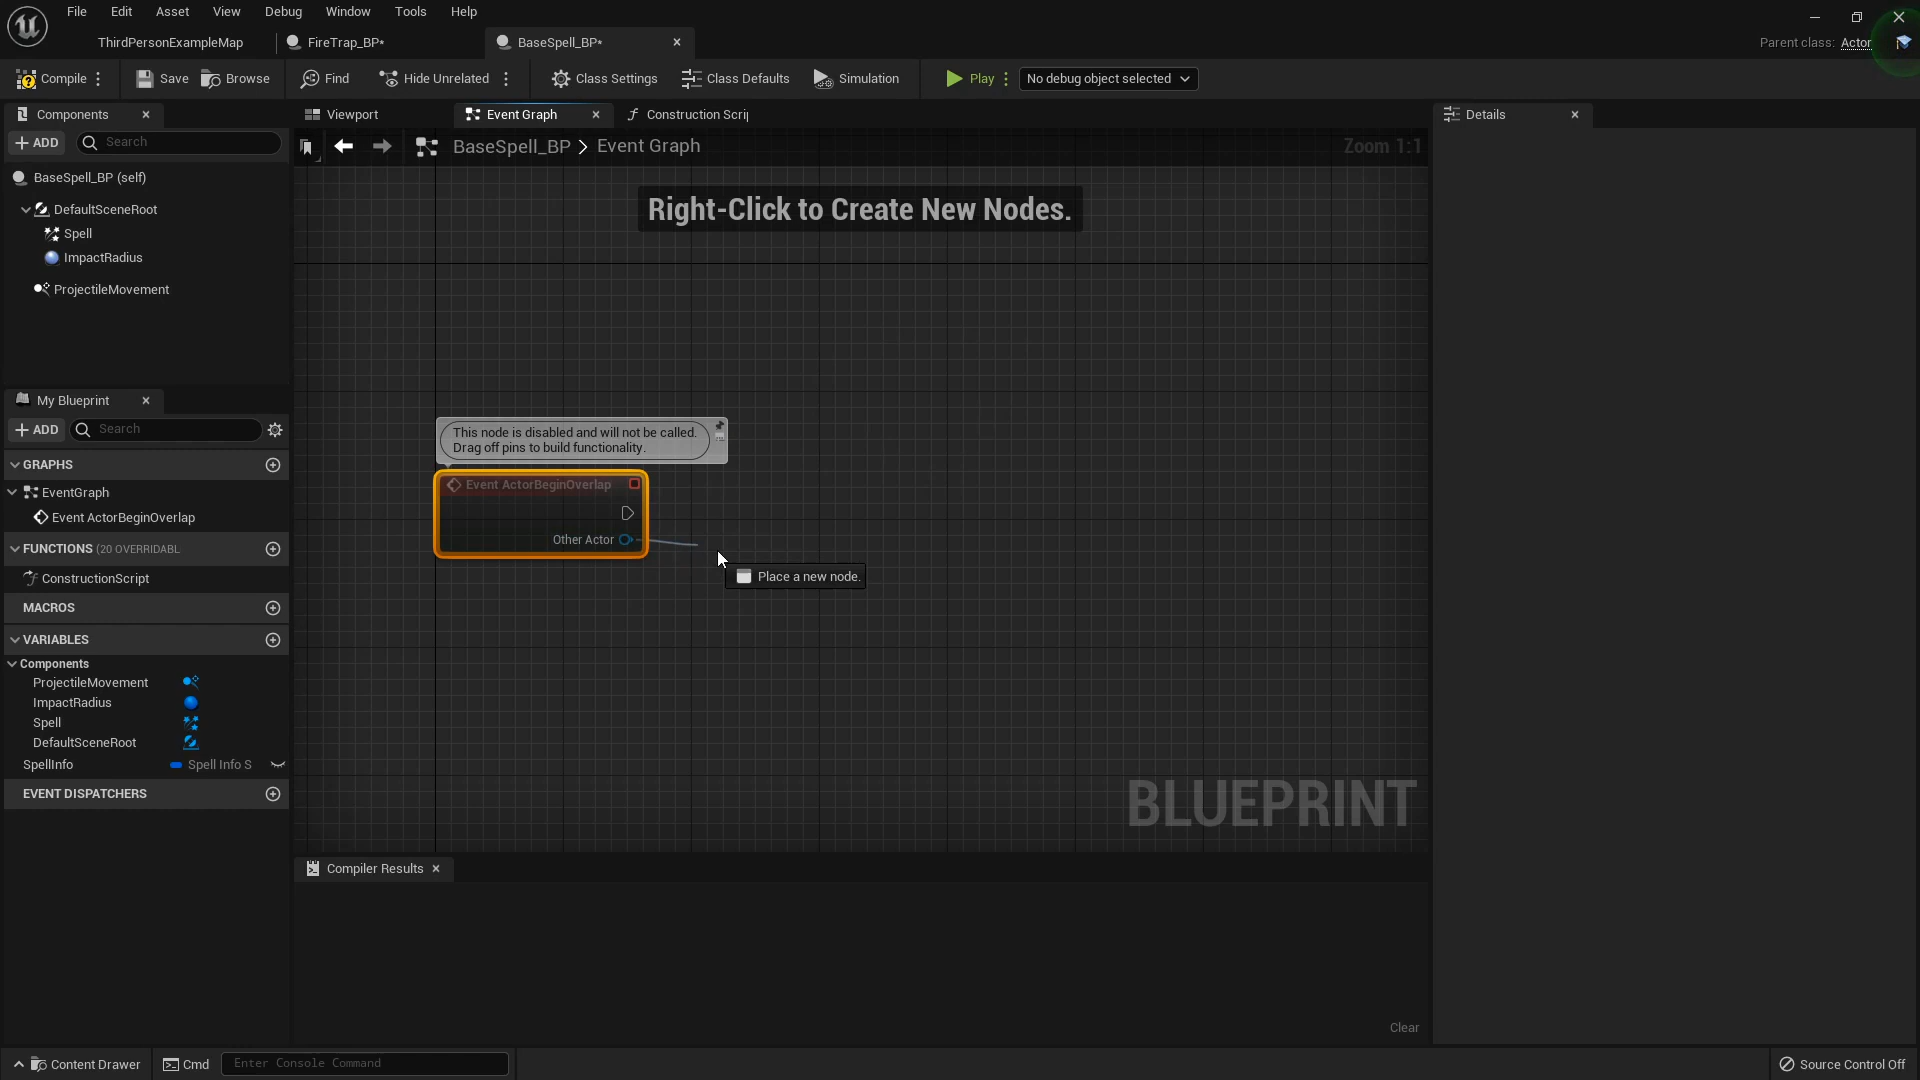 File Edit Asset View Debug Window Tools Help
ThirdPersonExampleMap FireTrap_BP* BaseSpell_BP* Parent class: Actor
Compile Save Browse Find Hide Unrelated Class Settings Class Defaults Simulation Play No debug object selected
Components
ADD Search
BaseSpell_BP (self)
DefaultSceneRoot
Spell
ImpactRadius
ProjectileMovement
My Blueprint
ADD Search
GRAPHS
EventGraph
Event ActorBeginOverlap
FUNCTIONS (20 OVERRIDABL
ConstructionScript
MACROS
VARIABLES
Components
ProjectileMovement
ImpactRadius
Spell
DefaultSceneRoot
SpellInfo Spell Info S
EVENT DISPATCHERS
Viewport Event Graph Construction Scrip
BaseSpell_BP > Event Graph Zoom 1:1
Right-Click to Create New Nodes.
This node is disabled and will not be called.
Drag off pins to build functionality.
Event ActorBeginOverlap
Other Actor
Place a new node.
BLUEPRINT
Compiler Results
Clear
Details
Content Drawer Cmd Enter Console Command Source Control Off